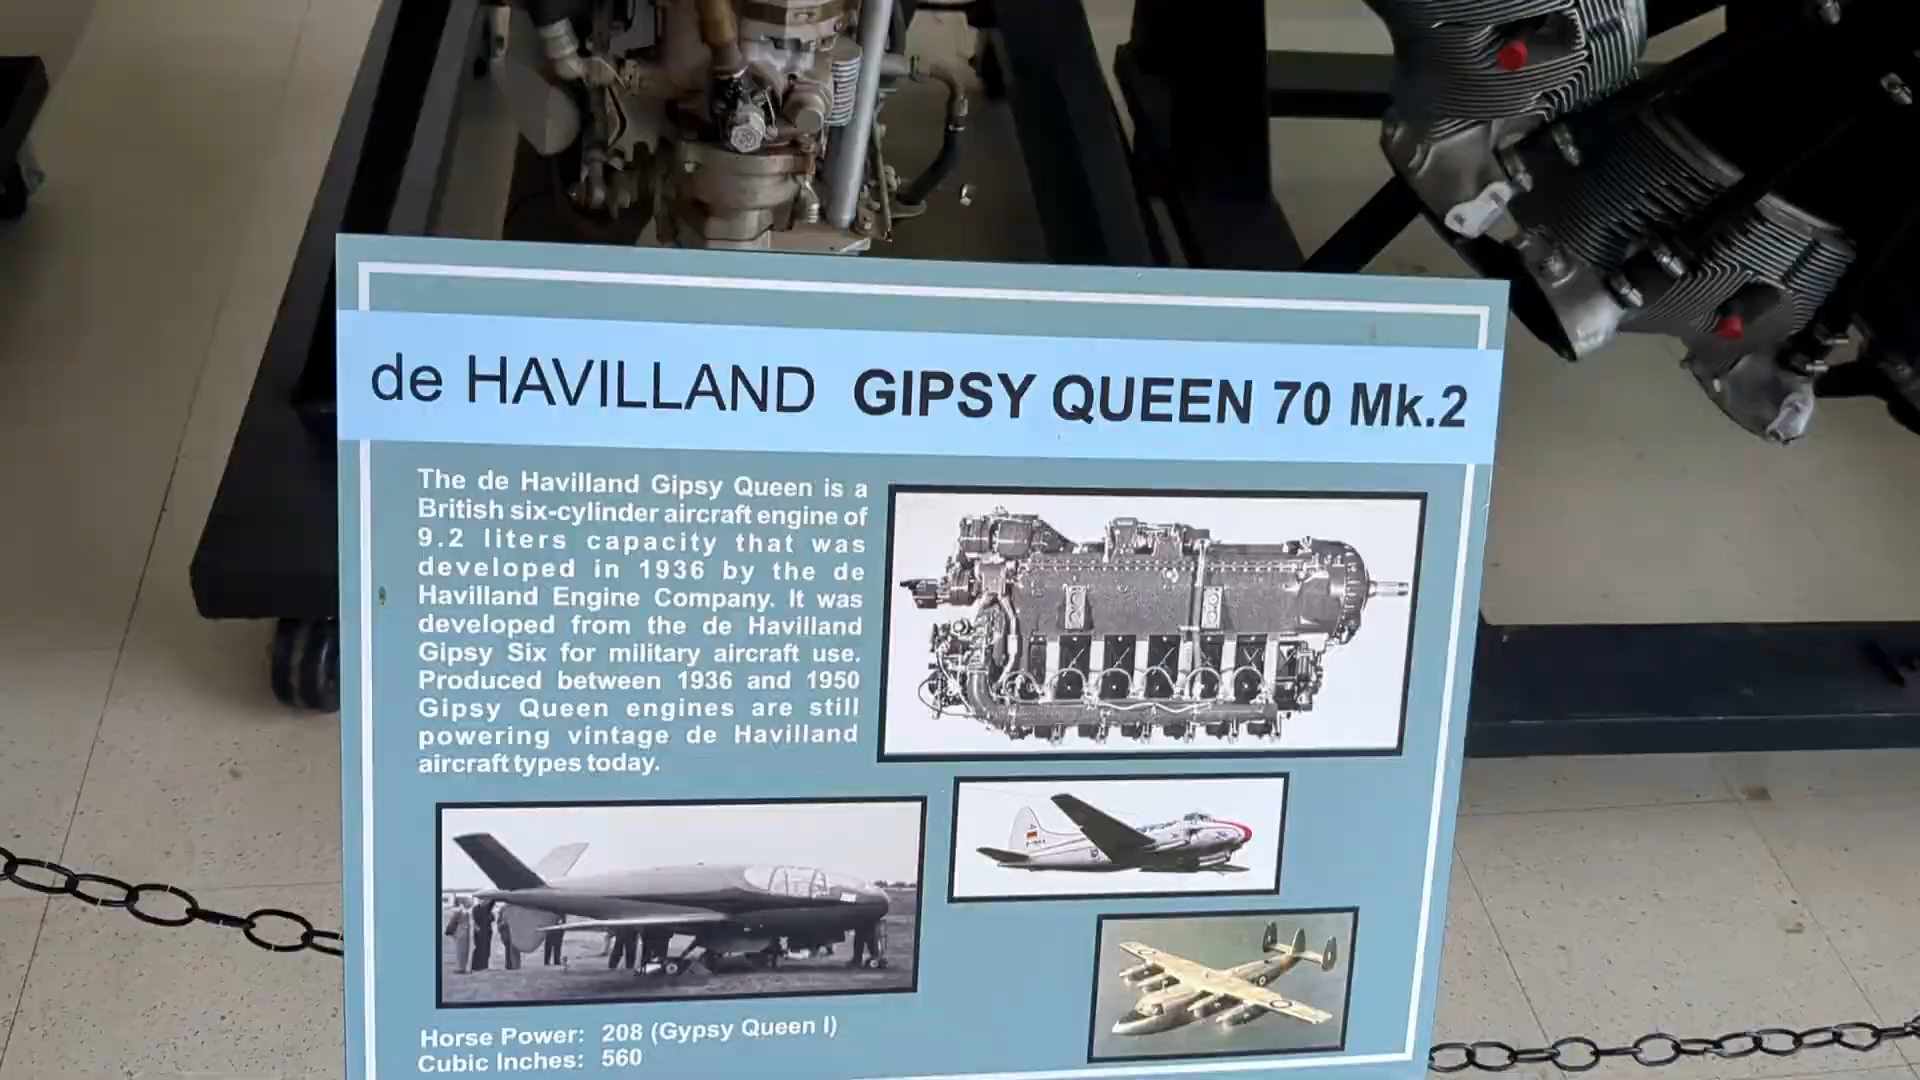 de HAVILLAND GIPSY QUEEN 70 Mk.2
The de Havilland Gipsy Queen is a
British six-cylinder aircraft engine of
9.2 liters capacity that was
developed in 1936 by the de
Havilland Engine Company. It was
developed from the de Havilland
Gipsy Six for military aircraft use.
Produced between 1936 and 1950
Gipsy Queen engines are still
powering vintage de Havilland
aircraft types today.
Horse Power: 208 (Gypsy Queen I)
Cubic Inches: 560